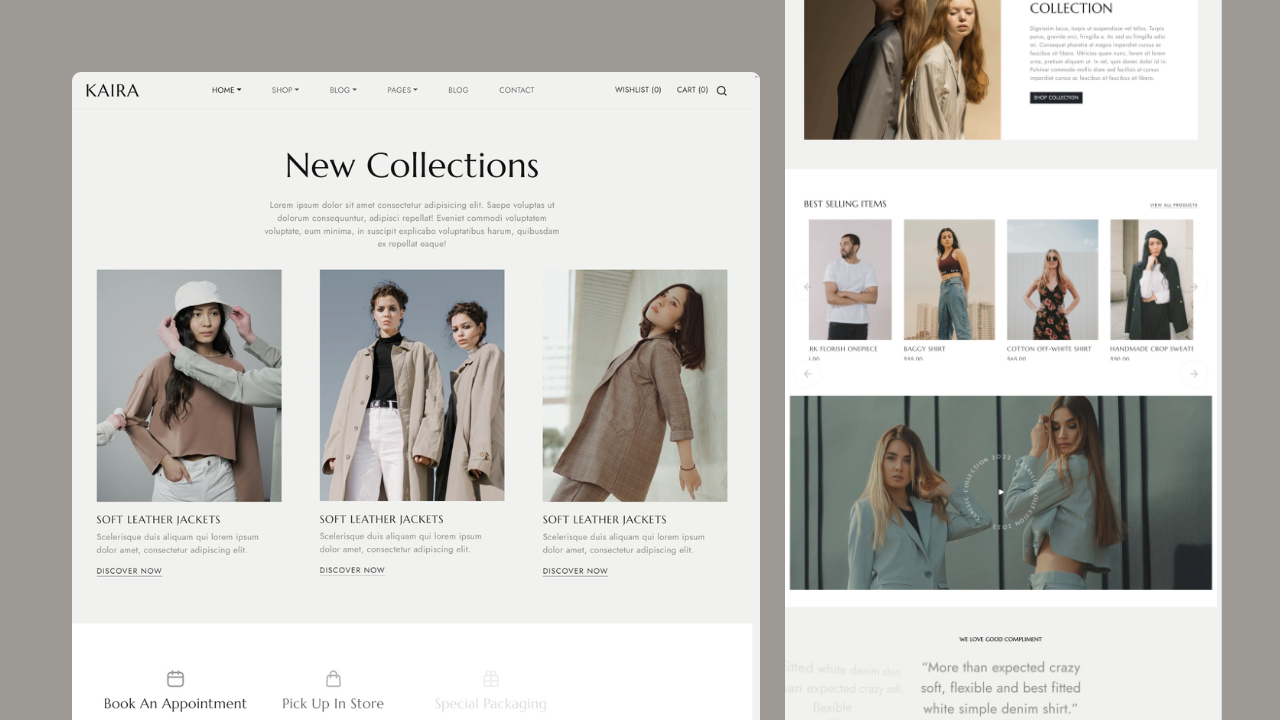 KAIRA
HOME SHOP BLOG PAGES BLOG CONTACT
WISHLIST (0) CART (0)
New Collections
Lorem ipsum dolor sit amet consectetur adipisci elit. Saepe voluptas ut
dolorum consequuntur, adipisci repellat! Eveniet commodi voluptatem
voluptate, eum minima, in suscipit explicabo voluptatibus harum, quibusdam
ex repellat eaque!
SOFT LEATHER JACKETS
Scelerisque duis aliquam qui lorem ipsum
dolor amet, consectetur adipiscing elit.
DISCOVER NOW
SOFT LEATHER JACKETS
Scelerisque duis aliquam qui lorem ipsum
dolor amet, consectetur adipiscing elit.
DISCOVER NOW
SOFT LEATHER JACKETS
Scelerisque duis aliquam qui lorem ipsum
dolor amet, consectetur adipiscing elit.
DISCOVER NOW
Book An Appointment
Pick Up In Store
Special Packaging
COLLECTION
Dignissim lacus, turpis ut suspendisse vel tellus. Turpis
purus, gravida orci, fringilla a. Ac sed eu fringilla odio
mi. Consequat pharetra at magna imperdiet cursus ac
faucibus sit libero. Ultricies quam nunc, lorem sit lorem
urna, pretium aliquam ut. In vel, quis donec dolor id in.
Pulvinar commodo mollis diam sed facilisis at cursus
imperdiet cursus ac faucibus sit faucibus sit libero.
SHOP COLLECTION
BEST SELLING ITEMS
VIEW ALL PRODUCTS
RK FLORISH ONEPIECE
BAGGY SHIRT
$55.00
COTTON OFF-WHITE SHIRT
$65.00
HANDMADE CROP SWEATE
$50.00
CLASSIC COLLECTION 2022 CLASSIC COLLECTION 2022
WE LOVE GOOD COMPLIMENT
fitted white denim shirt
than expected crazy soft,
flexible
“More than expected crazy
soft, flexible and best fitted
white simple denim shirt.”